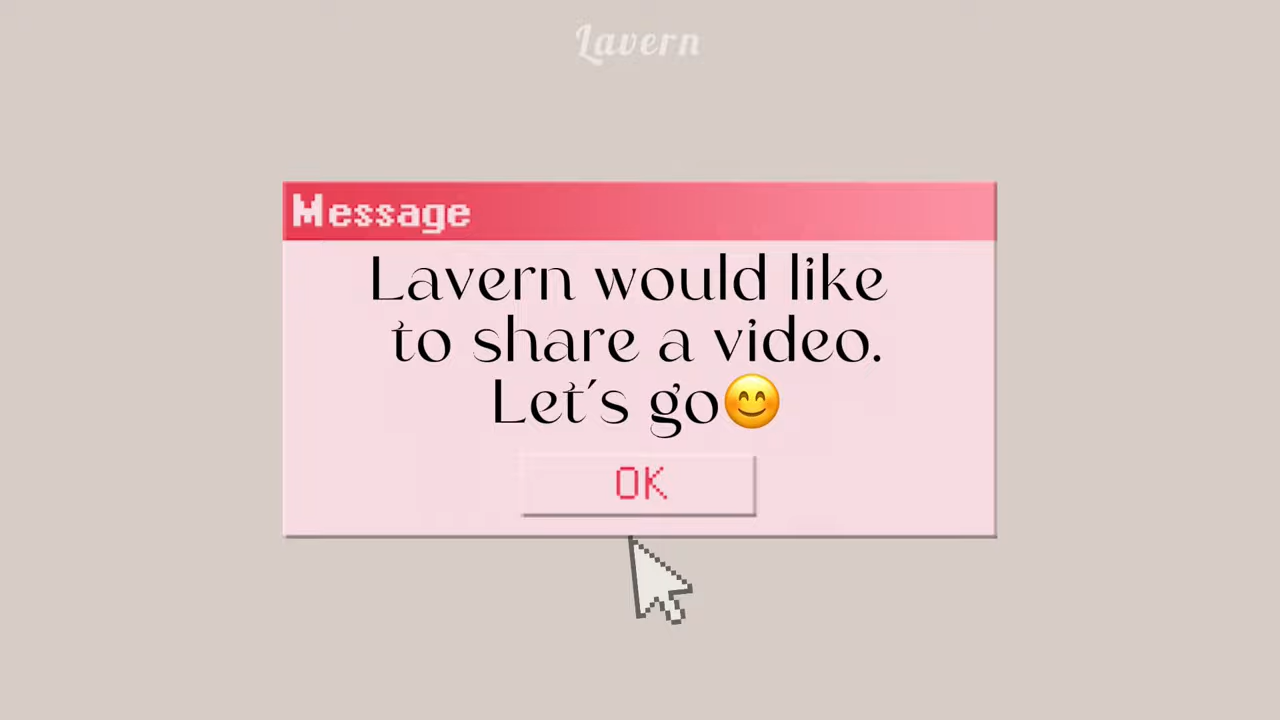 Lavern
Message
Lavern would like
to share a video.
Let's go😊
OK